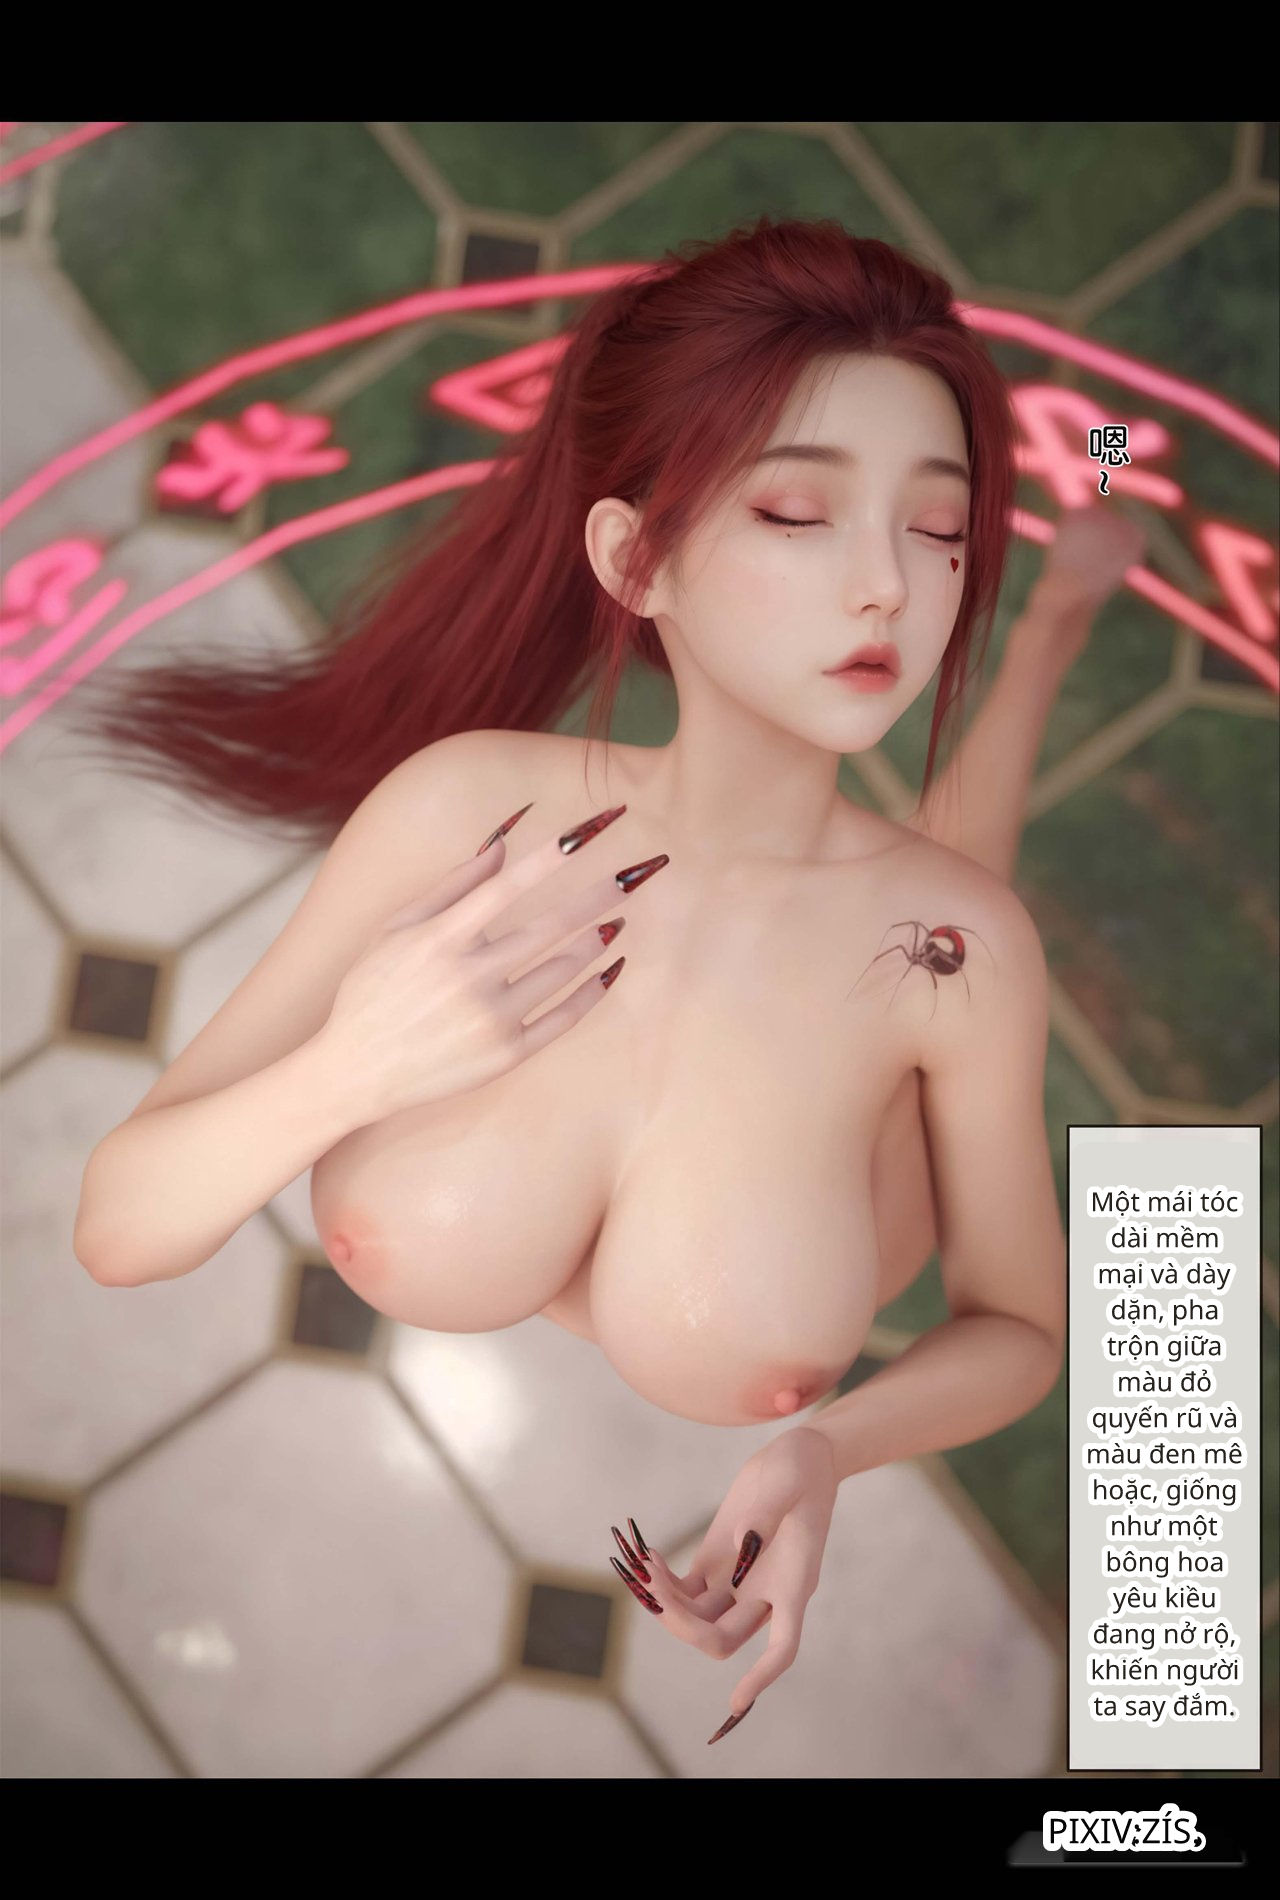 嗯~
Một mái tóc
dài mềm
mại và dày
dặn, pha
trộn giữa
màu đỏ
quyến rũ và
màu đen mê
hoặc, giống
như một
bông hoa
yêu kiều
đang nở rộ,
khiến người
ta say đắm.
PIXIV:ZÍS,